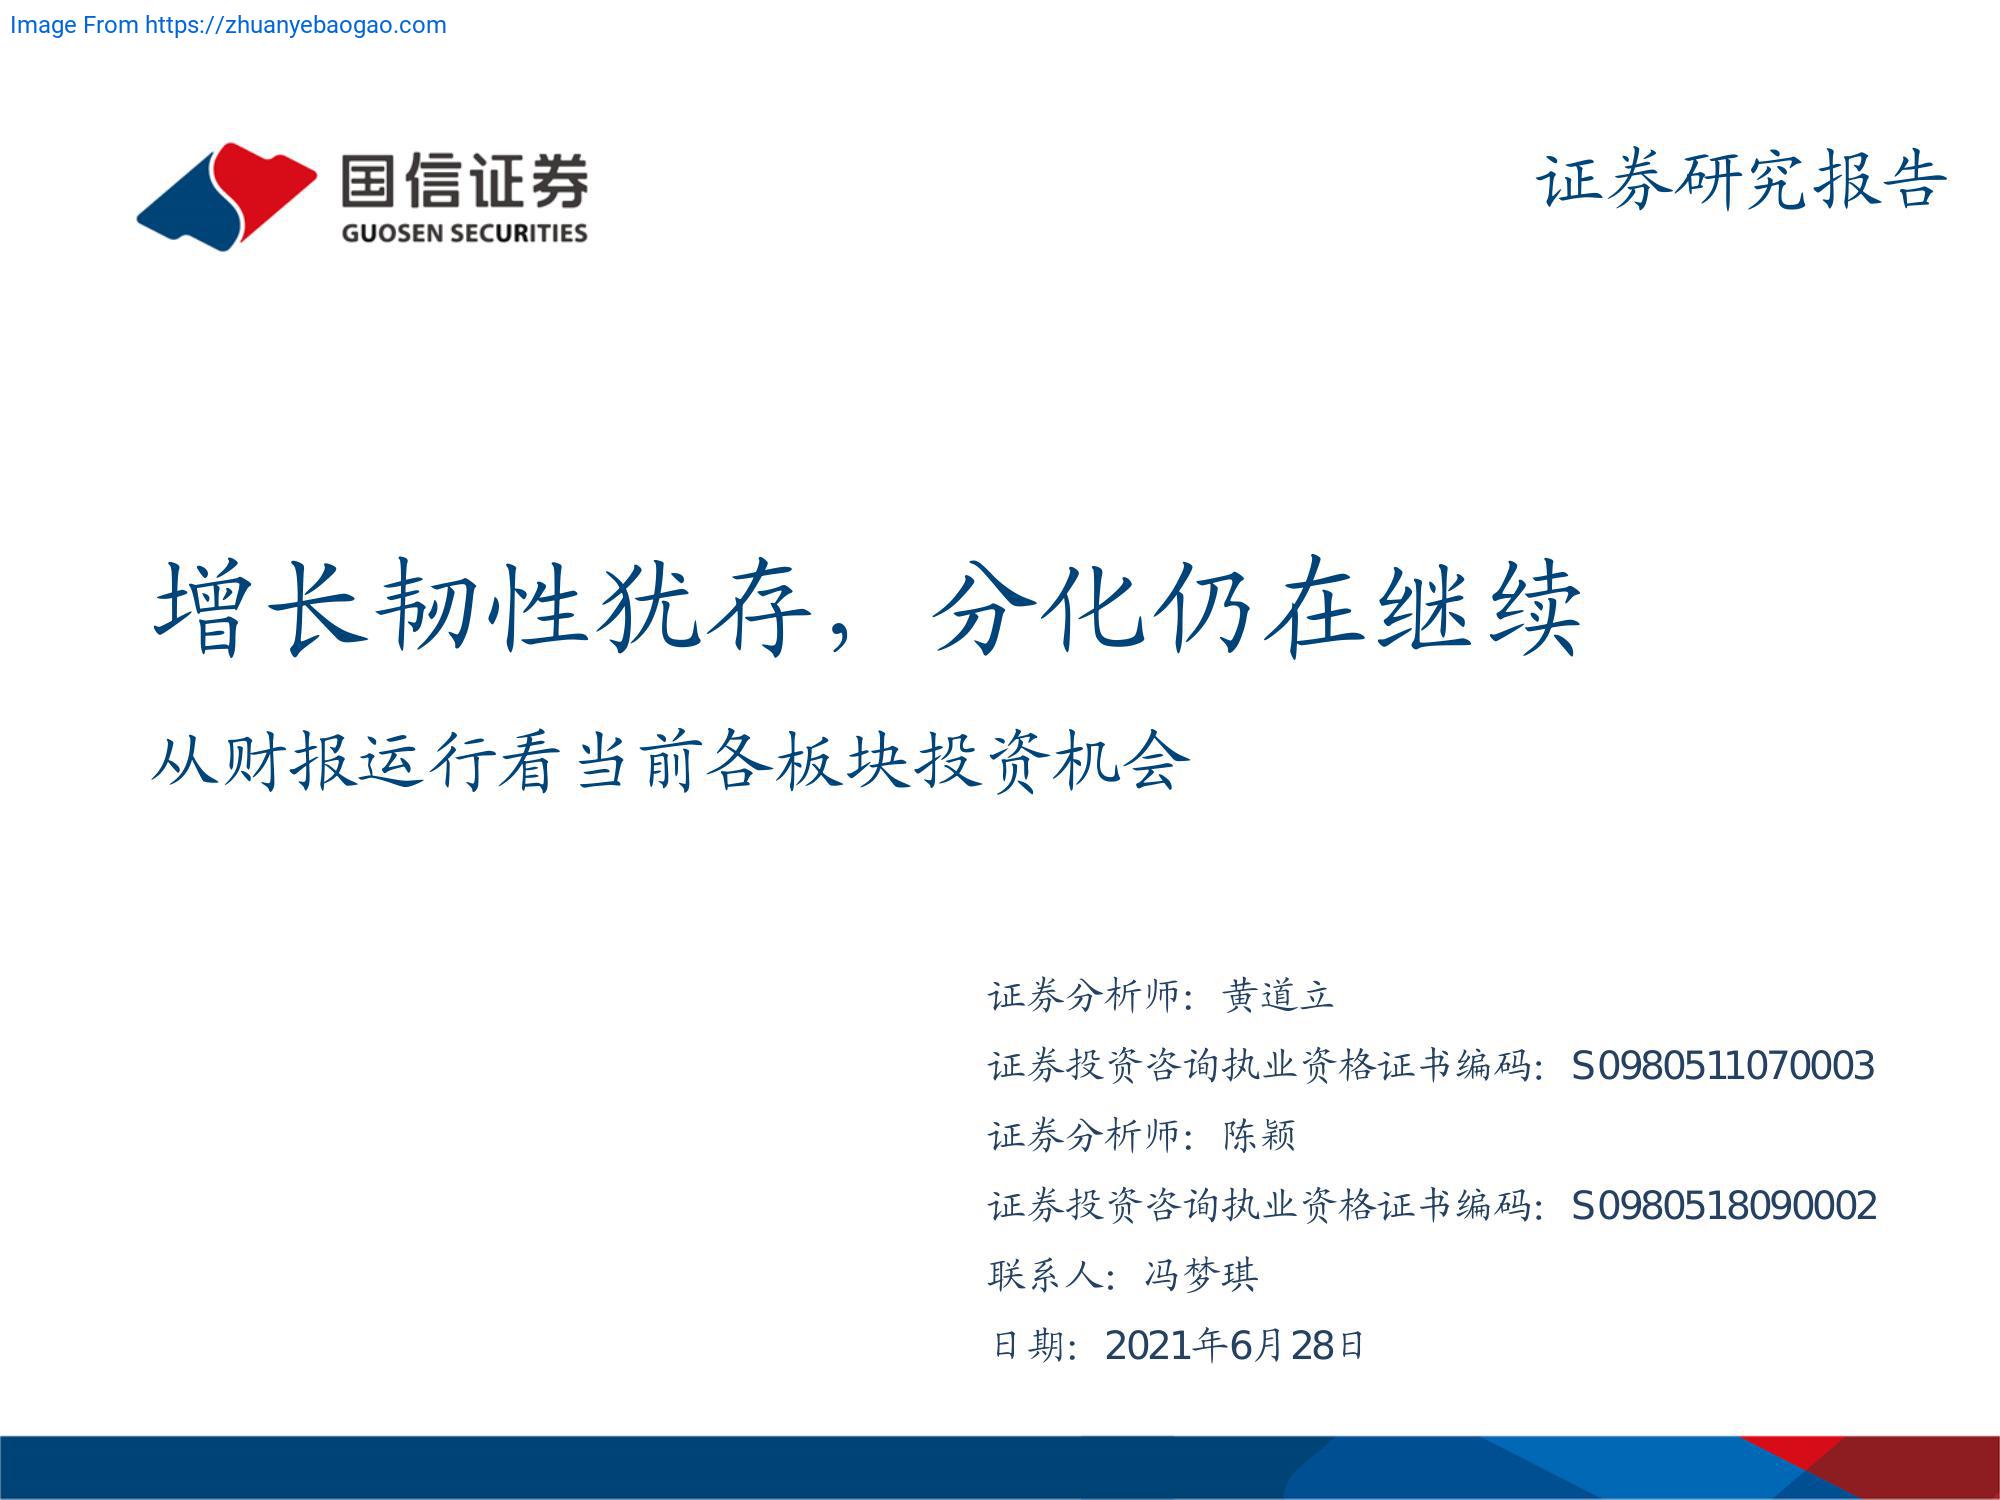 Image From https://zhuanyebaogao.com
国信证券
GUOSEN SECURITIES
证券研究报告
增长韧性犹存，分化仍在继续
从财报运行看当前各板块投资机会
证券分析师：黄道立
证券投资咨询执业资格证书编码：S0980511070003
证券分析师：陈颖
证券投资咨询执业资格证书编码：S0980518090002
联系人：冯梦琪
日期：2021年6月28日